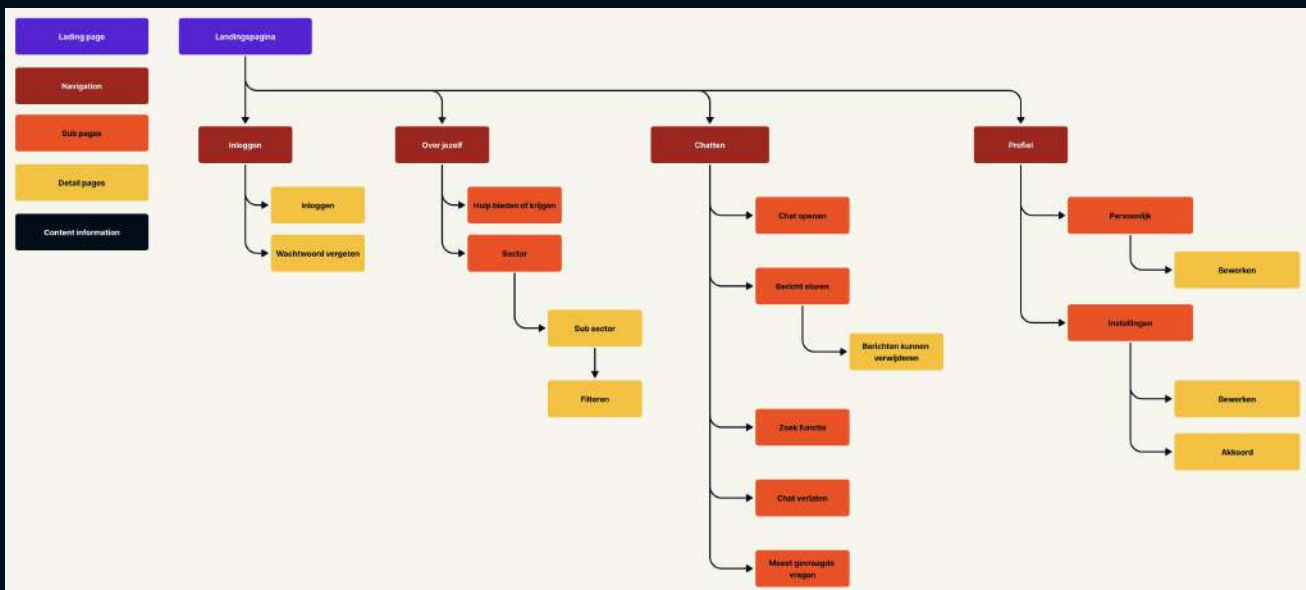 Lading page
Navigation
Sub pages
Detail pages
Content information
Landingspagina
Inloggen
Inloggen
Wachtwoord vergeten
Over jezelf
Hulp bieden of krijgen
Sector
Sub sector
Filteren
Chatten
Chat openen
Bericht sturen
Berichten kunnen
verwijderen
Zoek functie
Chat verlaten
Meest gevraagde
vragen
Profiel
Persoonlijk
Bewerken
Instellingen
Bewerken
Akkoord